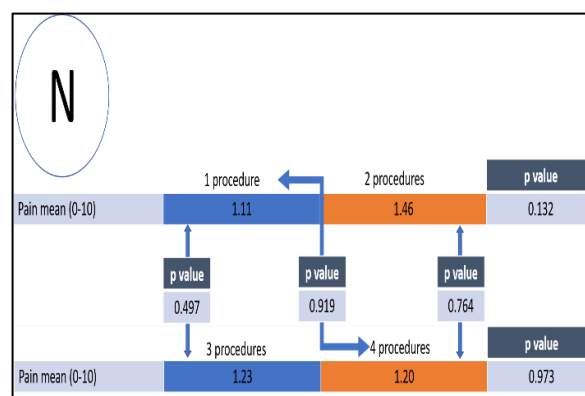 N
1 procedure 2 procedures p value
Pain mean (0-10) 1.11 1.46 0.132
p value p value p value
0.497 0.919 0.764
3 procedures 4 procedures p value
Pain mean (0-10) 1.23 1.20 0.973